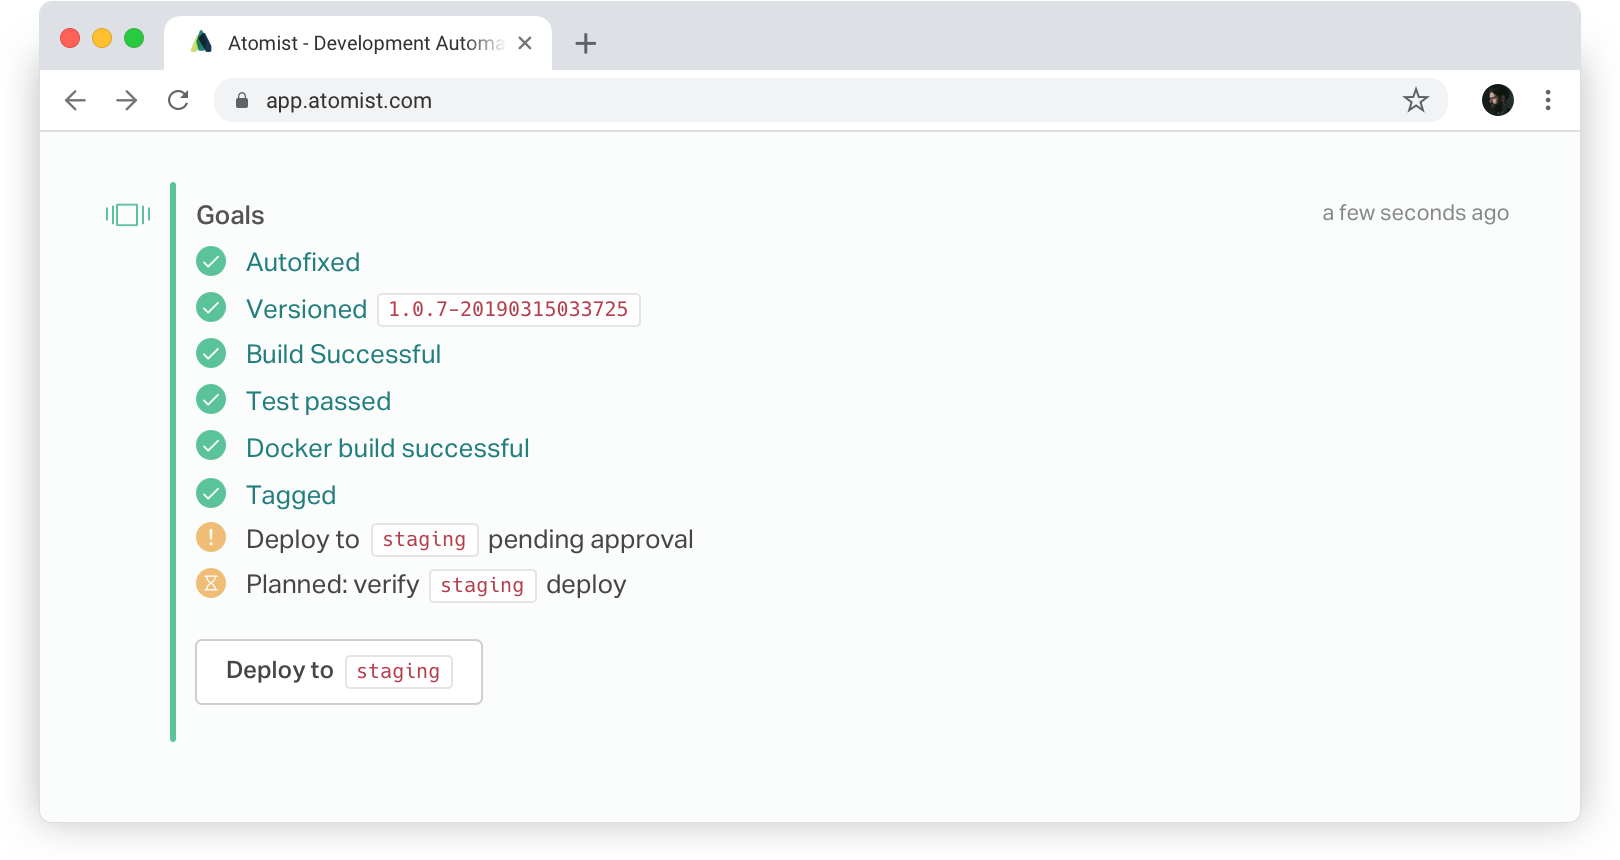 Atomist - Development Automa
app.atomist.com
Goals
a few seconds ago
Autofixed
Versioned 1.0.7-20190315033725
Build Successful
Test passed
Docker build successful
Tagged
Deploy to staging pending approval
Planned: verify staging deploy
Deploy to staging